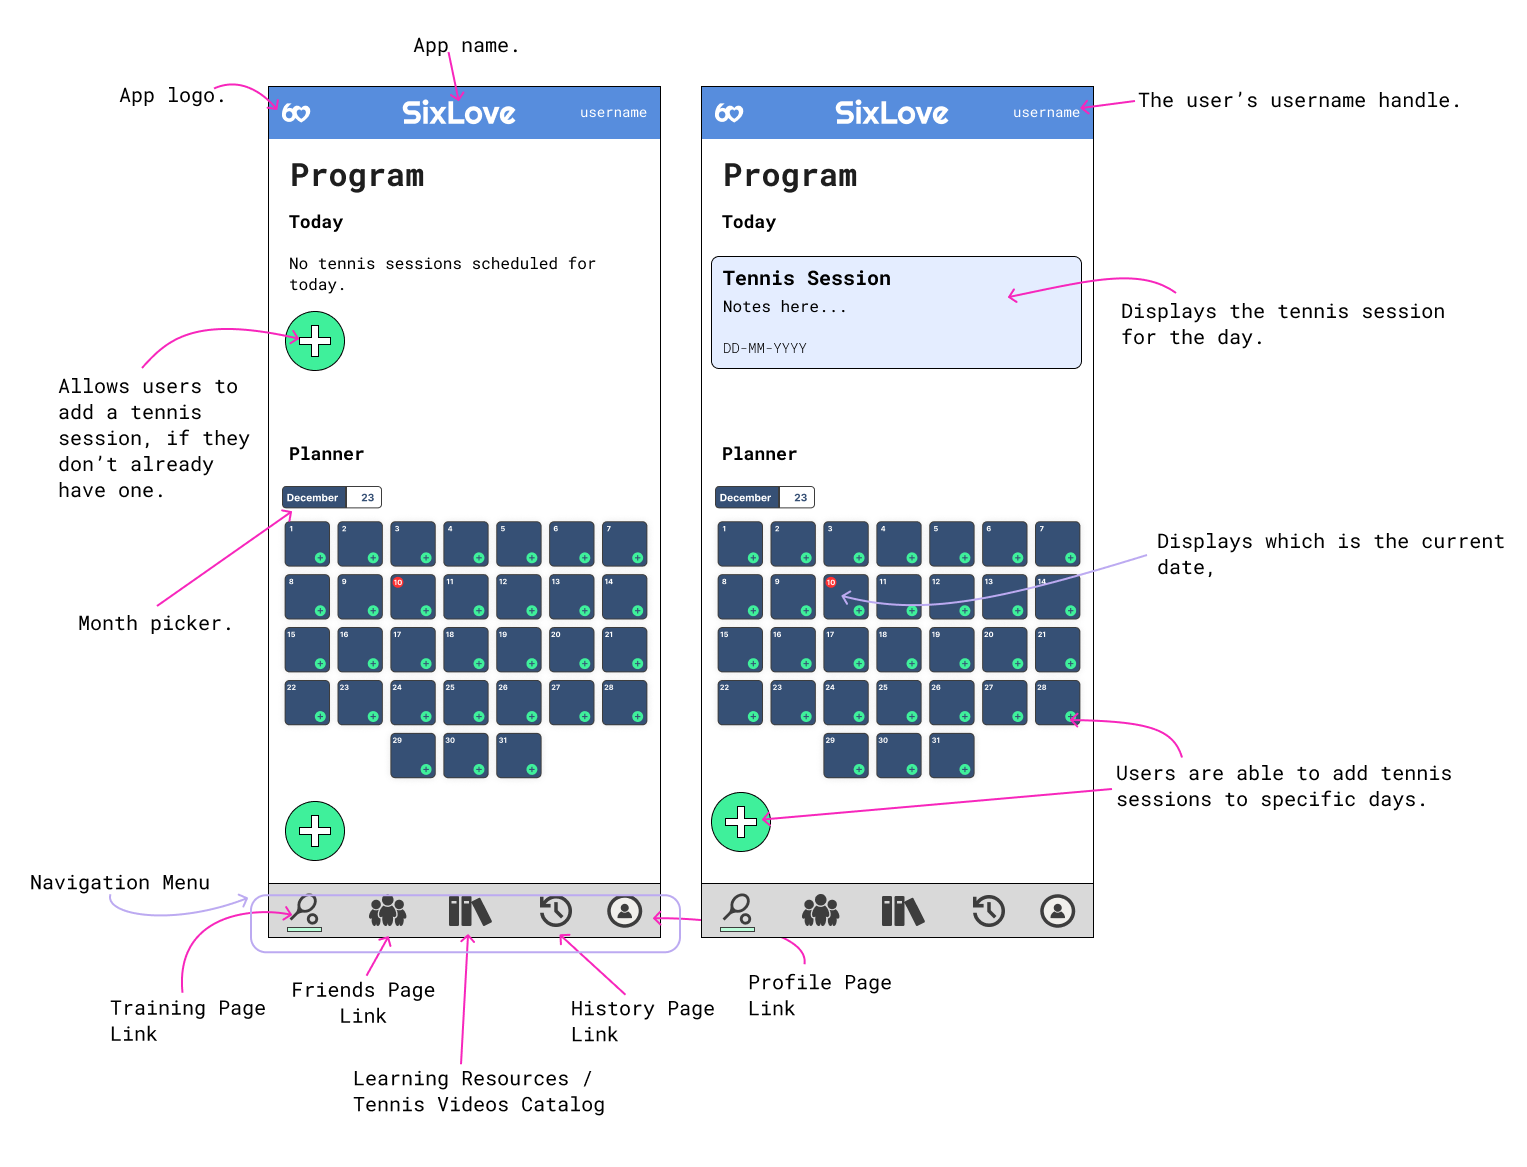 App name.
App logo.
SixLove
username
SixLove
username
The user’s username handle.
Program
Today
No tennis sessions scheduled for
today.
Program
Today
Tennis Session
Notes here...
DD-MM-YYYY
Displays the tennis session
for the day.
Allows users to
add a tennis
session, if they
don’t already
have one.
Planner
December 23
1 2 3 4 5 6 7
8 9 10 11 12 13 14
15 16 17 18 19 20 21
22 23 24 25 26 27 28
29 30 31
Planner
December 23
1 2 3 4 5 6 7
8 9 10 11 12 13 14
15 16 17 18 19 20 21
22 23 24 25 26 27 28
29 30 31
Displays which is the current
date,
Month picker.
Users are able to add tennis
sessions to specific days.
Navigation Menu
Training Page
Link
Friends Page
Link
Learning Resources /
Tennis Videos Catalog
History Page
Link
Profile Page
Link